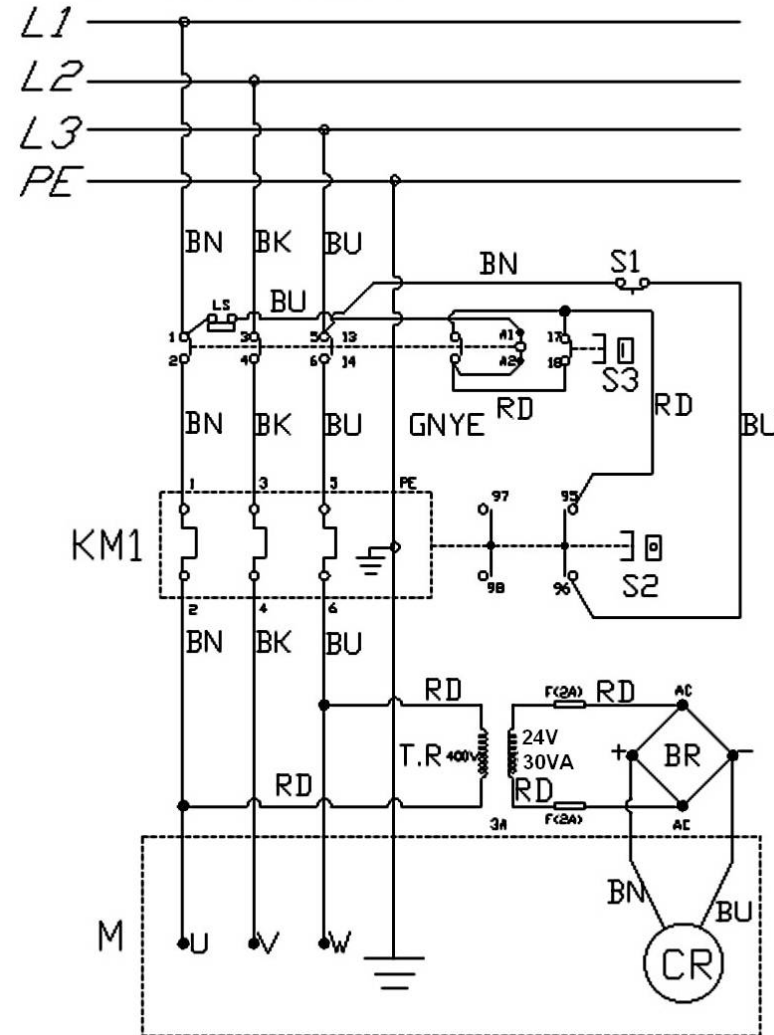 L1
L2
L3
PE
BN BK BU
BN S1
LS BU
1 3 5 13 A1 17
2 4 6 14 A2 18
S3
RD RD
BN BK BU GNYE BU
1 3 5 PE 97 95
KM1
S2
2 4 6 98 96
BN BK BU
RD F(2A) RD AC
T.R 400V 24V + BR -
30VA
RD RD
3A F(2A) AC
BN BU
M U V W CR